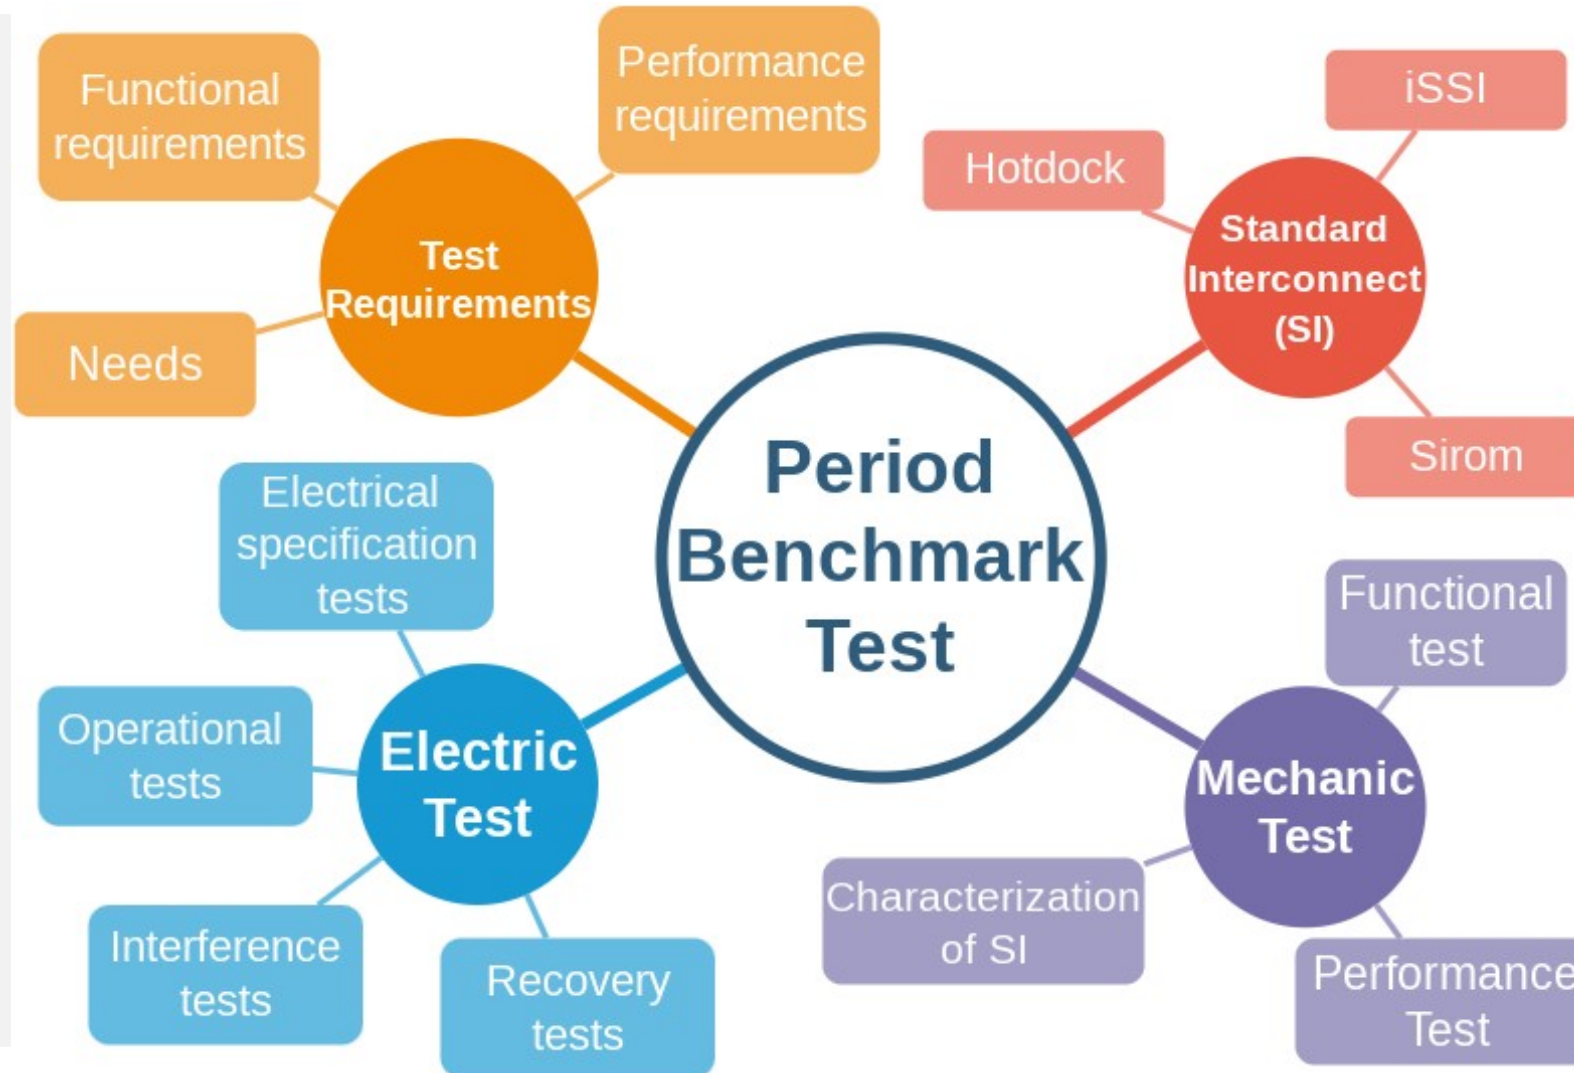 Functional
requirements
Performance
requirements
Test
Requirements
Needs
iSSI
Hotdock
Standard
Interconnect
(SI)
Sirom
Period
Benchmark
Test
Electrical
specification
tests
Operational
tests
Electric
Test
Interference
tests
Recovery
tests
Functional
test
Mechanic
Test
Characterization
of SI
Performance
Test